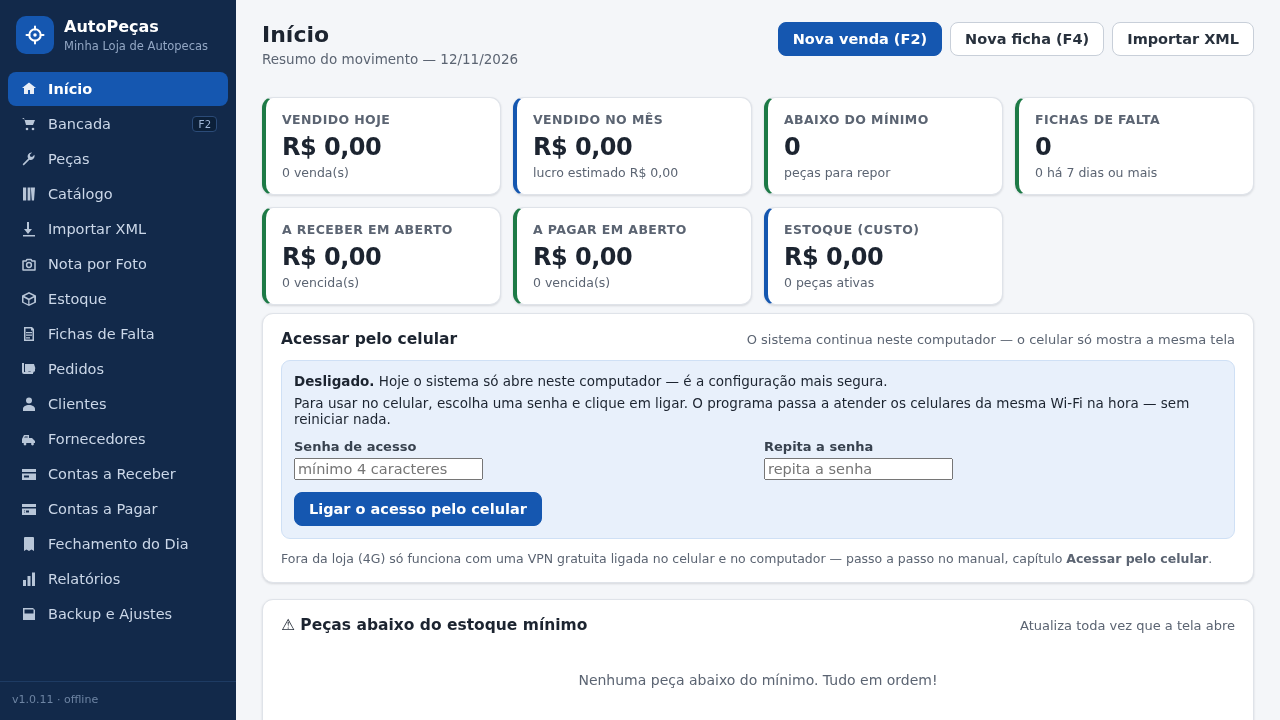 AutoPeças
Minha Loja de Autopecas
Início
Bancada F2
Peças
Catálogo
Importar XML
Nota por Foto
Estoque
Fichas de Falta
Pedidos
Clientes
Fornecedores
Contas a Receber
Contas a Pagar
Fechamento do Dia
Relatórios
Backup e Ajustes
v1.0.11 · offline
Início
Resumo do movimento — 12/11/2026
Nova venda (F2)
Nova ficha (F4)
Importar XML
VENDIDO HOJE
R$ 0,00
0 venda(s)
VENDIDO NO MÊS
R$ 0,00
lucro estimado R$ 0,00
ABAIXO DO MÍNIMO
0
peças para repor
FICHAS DE FALTA
0
0 há 7 dias ou mais
A RECEBER EM ABERTO
R$ 0,00
0 vencida(s)
A PAGAR EM ABERTO
R$ 0,00
0 vencida(s)
ESTOQUE (CUSTO)
R$ 0,00
0 peças ativas
Acessar pelo celular
O sistema continua neste computador — o celular só mostra a mesma tela
Desligado. Hoje o sistema só abre neste computador — é a configuração mais segura.
Para usar no celular, escolha uma senha e clique em ligar. O programa passa a atender os celulares da mesma Wi-Fi na hora — sem
reiniciar nada.
Senha de acesso
mínimo 4 caracteres
Repita a senha
repita a senha
Ligar o acesso pelo celular
Fora da loja (4G) só funciona com uma VPN gratuita ligada no celular e no computador — passo a passo no manual, capítulo Acessar pelo celular.
⚠ Peças abaixo do estoque mínimo
Atualiza toda vez que a tela abre
Nenhuma peça abaixo do mínimo. Tudo em ordem!